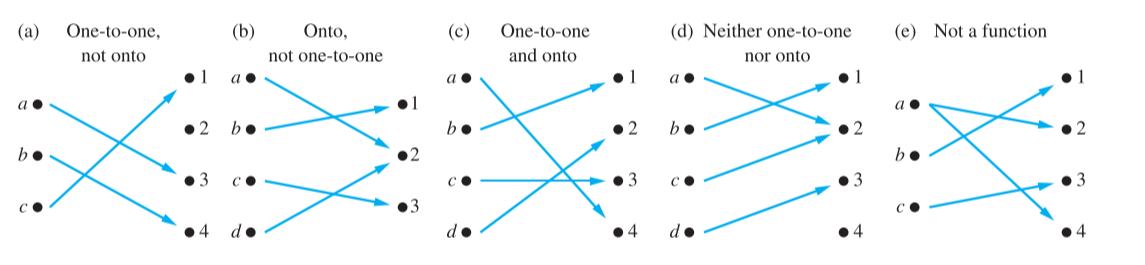 (a) One-to-one,
not onto
a
b
c
1
2
3
4
(b) Onto,
not one-to-one
a
b
c
d
1
2
3
(c) One-to-one
and onto
a
b
c
d
1
2
3
4
(d) Neither one-to-one
nor onto
a
b
c
d
1
2
3
4
(e) Not a function
a
b
c
1
2
3
4